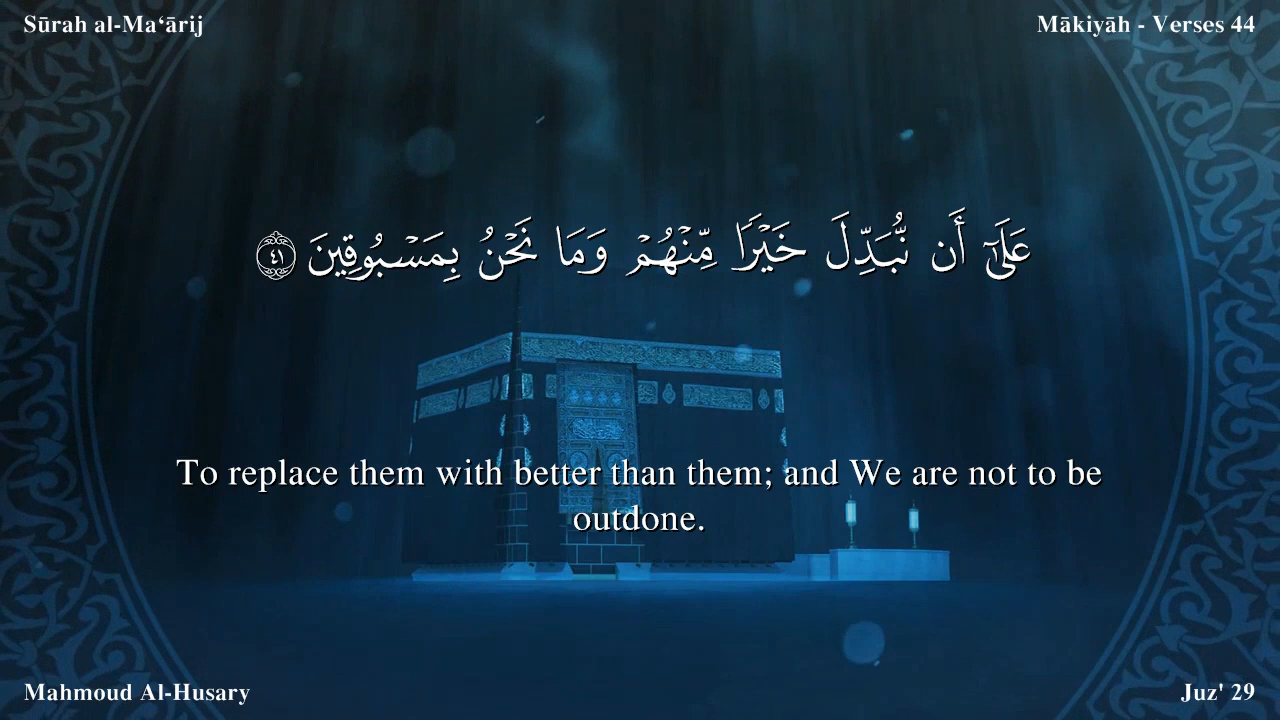 Sūrah al-Ma‘ārij
Mākiyāh - Verses 44
عَلَىٰٓ أَن نُّبَدِّلَ خَيْرًا مِّنْهُمْ وَمَا نَحْنُ بِمَسْبُوقِينَ ٤١
To replace them with better than them; and We are not to be
outdone.
Mahmoud Al-Husary
Juz' 29